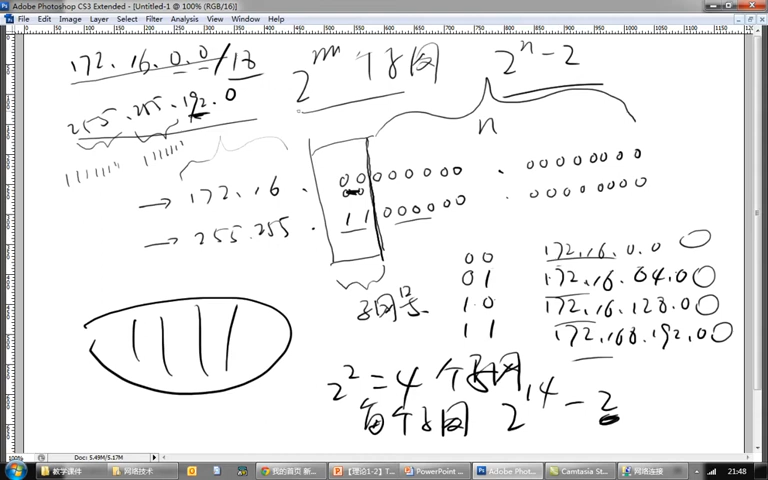 Adobe Photoshop CS3 Extended - [Untitled-1 @ 100% (RGB/16)]
File Edit Image Layer Select Filter Analysis View Window Help
172.16.0.0/18
2^m 个子网 2^n-2
255.255.192.0
n
→ 172.16 . 00000000 . 00000000
→ 255.255 . 11000000 . 00000000
子网号
00 172.16.0.0
01 172.16.64.0
10 172.16.128.0
11 172.168.192.0
2^2=4个子网
每个子网 2^14-2
100% Doc: 5.49M/5.17M
教学课件 网络技术 我的首页 新... 【理论1-2】T... PowerPoint ... Adobe Phot... Camtasia St... 网络连接 21:48